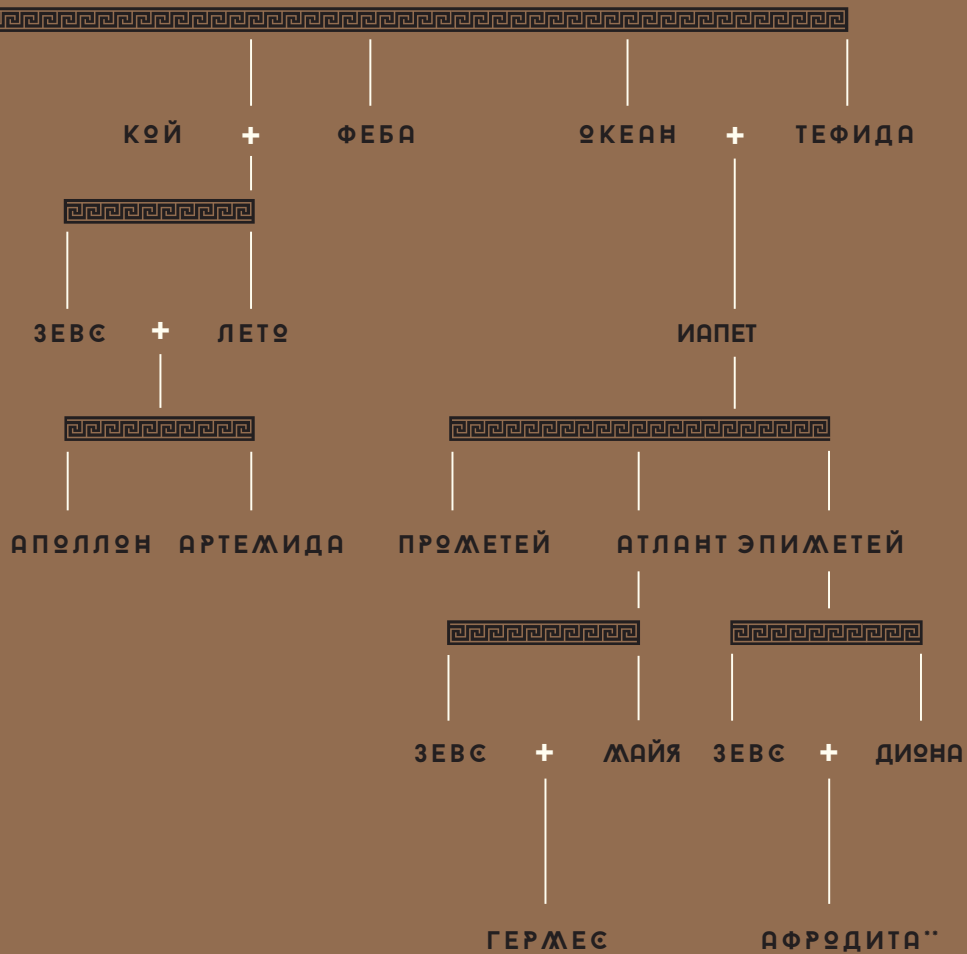 КОЙ + ФЕБА ОКЕАН + ТЕФИДА
ЗЕВС + ЛЕТО ИАПЕТ
АПОЛЛОН АРТЕМИДА ПРОМЕТЕЙ АТЛАНТ ЭПИМЕТЕЙ
ЗЕВС + МАЙЯ ЗЕВС + ДИОНА
ГЕРМЕС АФРОДИТА¨